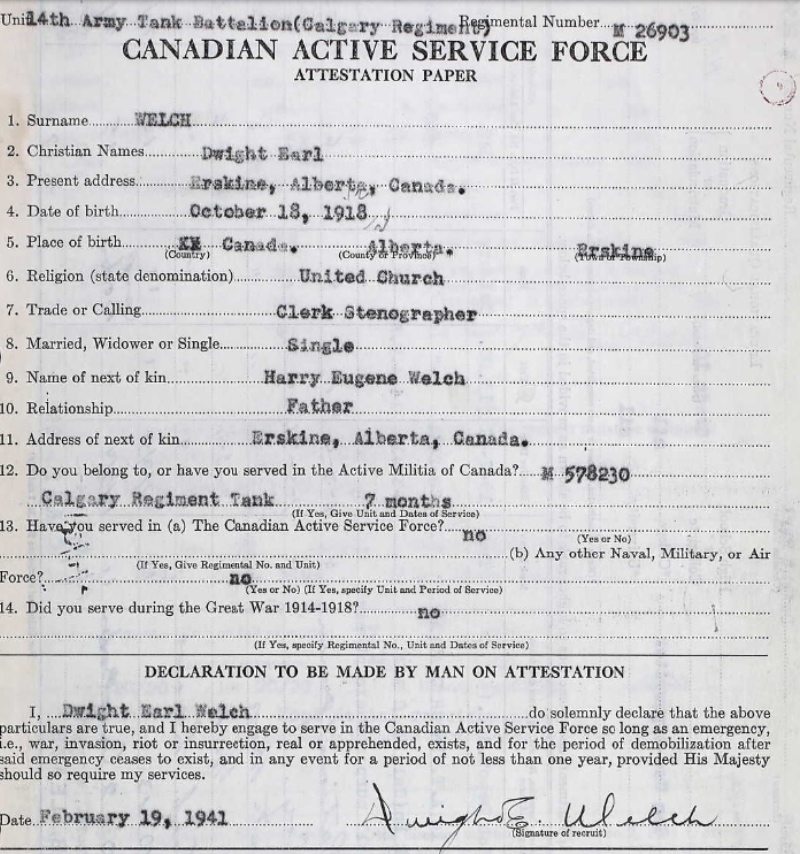 Unit 14th Army Tank Battalion(Calgary Regiment) Regimental Number M 26903
CANADIAN ACTIVE SERVICE FORCE
ATTESTATION PAPER
1. Surname WELCH
2. Christian Names Dwight Earl
3. Present address Erskine, Alberta, Canada.
4. Date of birth October 18, 1918
5. Place of birth Canada. Alberta. Erskine
(Country) (County or Province) (Town or Township)
6. Religion (state denomination) United Church
7. Trade or Calling Clerk Stenographer
8. Married, Widower or Single Single
9. Name of next of kin Harry Eugene Welch
10. Relationship Father
11. Address of next of kin Erskine, Alberta, Canada.
12. Do you belong to, or have you served in the Active Militia of Canada? M 578230
Calgary Regiment Tank 7 months
(If Yes, Give Unit and Dates of Service)
13. Have you served in (a) The Canadian Active Service Force? no
(Yes or No)
(b) Any other Naval, Military, or Air
(If Yes, Give Regimental No. and Unit)
Force? no
(Yes or No) (If Yes, specify Unit and Period of Service)
14. Did you serve during the Great War 1914-1918? no
(If Yes, specify Regimental No., Unit and Dates of Service)
DECLARATION TO BE MADE BY MAN ON ATTESTATION
I, Dwight Earl Welch do solemnly declare that the above
particulars are true, and I hereby engage to serve in the Canadian Active Service Force so long as an emergency,
i.e., war, invasion, riot or insurrection, real or apprehended, exists, and for the period of demobilization after
said emergency ceases to exist, and in any event for a period of not less than one year, provided His Majesty
should so require my services.
Date February 19, 1941 Dwight E. Welch
(Signature of recruit)